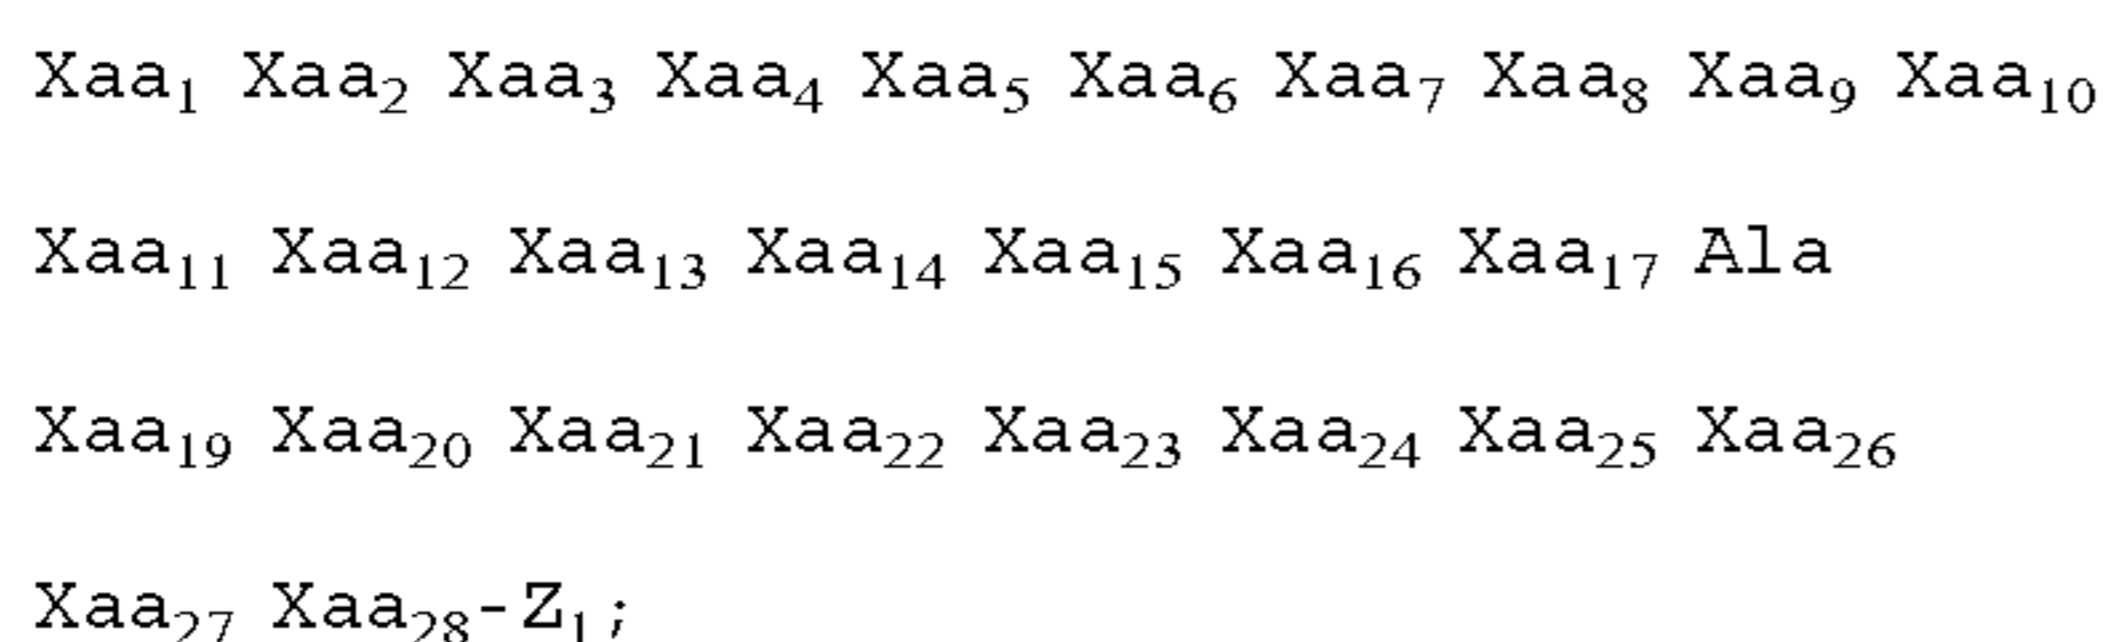 Xaa₁ Xaa₂ Xaa₃ Xaa₄ Xaa₅ Xaa₆ Xaa₇ Xaa₈ Xaa₉ Xaa₁₀
Xaa₁₁ Xaa₁₂ Xaa₁₃ Xaa₁₄ Xaa₁₅ Xaa₁₆ Xaa₁₇ Ala
Xaa₁₉ Xaa₂₀ Xaa₂₁ Xaa₂₂ Xaa₂₃ Xaa₂₄ Xaa₂₅ Xaa₂₆
Xaa₂₇ Xaa₂₈-Z₁;